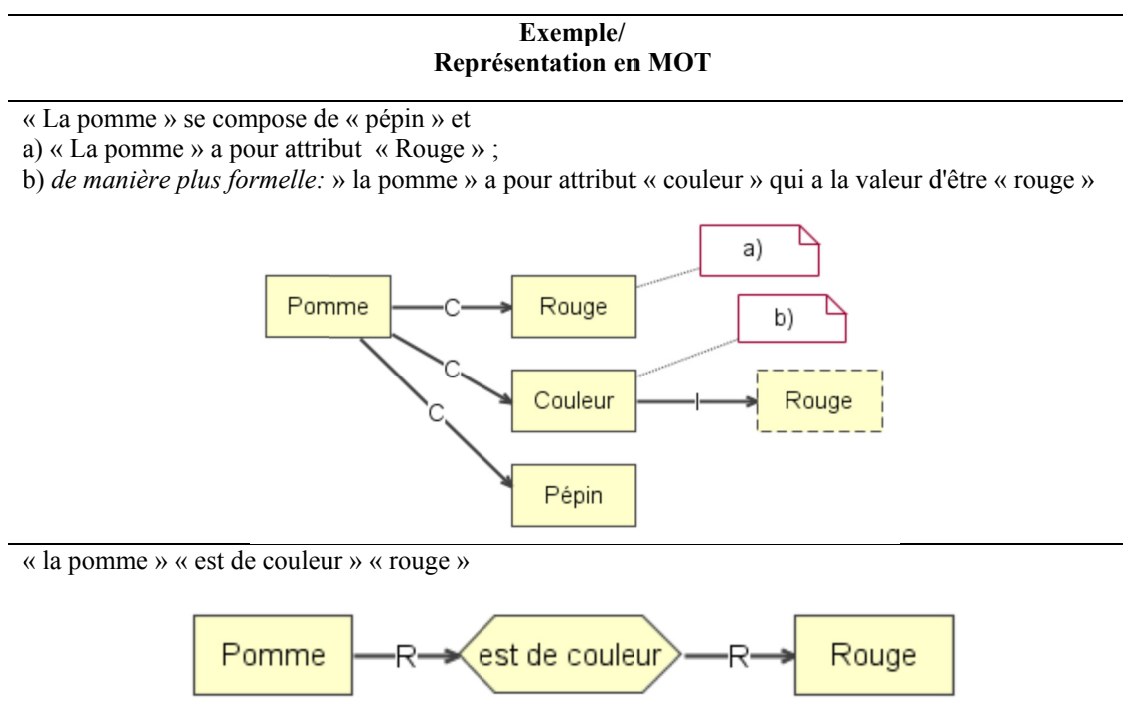 Exemple/
Représentation en MOT
« La pomme » se compose de « pépin » et
a) « La pomme » a pour attribut « Rouge » ;
b) de manière plus formelle: » la pomme » a pour attribut « couleur » qui a la valeur d'être « rouge »
a)
Pomme C Rouge
b)
C Couleur I Rouge
C
Pépin
« la pomme » « est de couleur » « rouge »
Pomme R est de couleur R Rouge